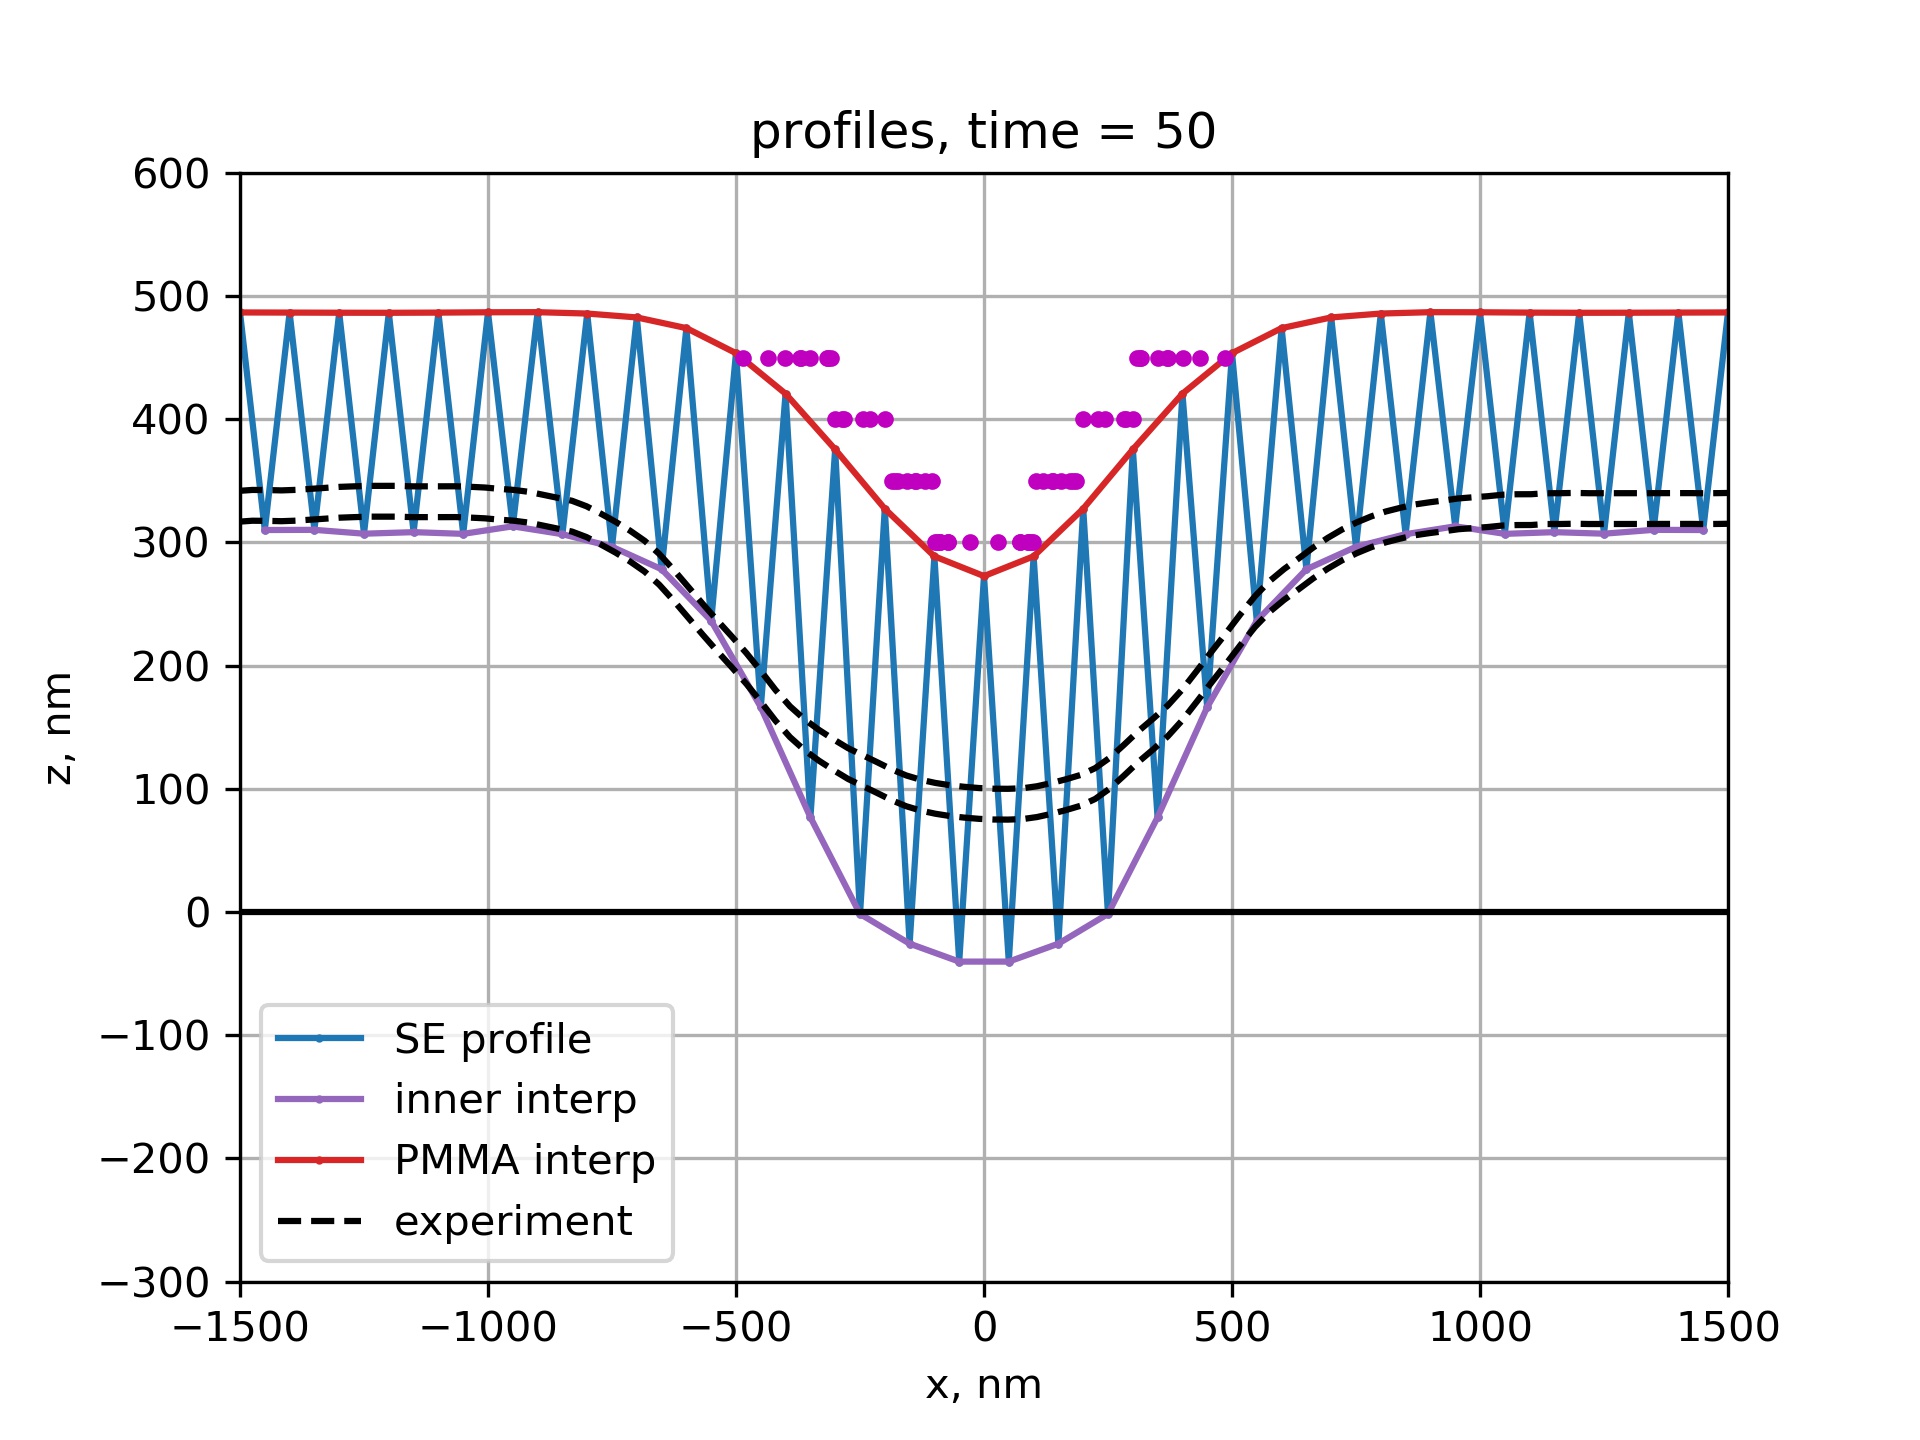 profiles, time = 50
600
500
400
300
200
100
0
−100
−200
−300
z, nm
SE profile
inner interp
PMMA interp
experiment
−1500 −1000 −500 0 500 1000 1500
x, nm